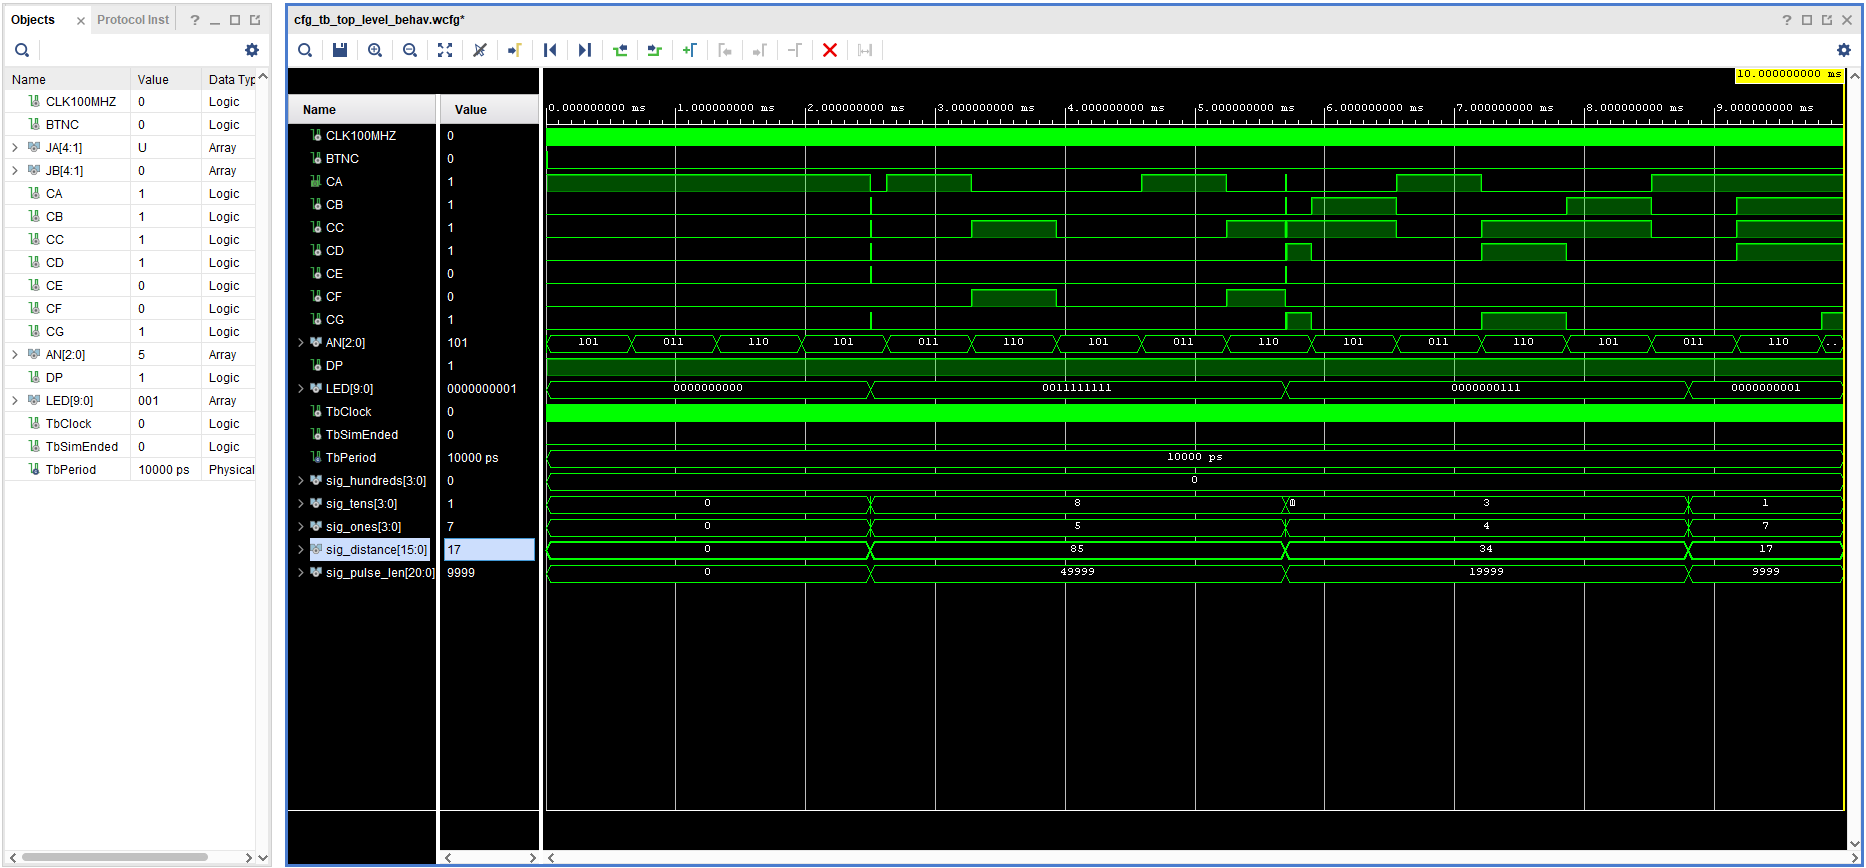 Objects × Protocol Inst ?
Name Value Data Typ
CLK100MHZ 0 Logic
BTNC 0 Logic
JA[4:1] U Array
JB[4:1] 0 Array
CA 1 Logic
CB 1 Logic
CC 1 Logic
CD 1 Logic
CE 0 Logic
CF 0 Logic
CG 1 Logic
AN[2:0] 5 Array
DP 1 Logic
LED[9:0] 001 Array
TbClock 0 Logic
TbSimEnded 0 Logic
TbPeriod 10000 ps Physical
cfg_tb_top_level_behav.wcfg* ?
10.000000000 ms
Name Value 0.000000000 ms 1.000000000 ms 2.000000000 ms 3.000000000 ms 4.000000000 ms 5.000000000 ms 6.000000000 ms 7.000000000 ms 8.000000000 ms 9.000000000 ms
CLK100MHZ 0
BTNC 0
CA 1
CB 1
CC 1
CD 1
CE 0
CF 0
CG 1
AN[2:0] 101 101 011 110 101 011 110 101 011 110 101 011 110 101 011 110 ..
DP 1
LED[9:0] 0000000001 0000000000 0011111111 0000000111 0000000001
TbClock 0
TbSimEnded 0
TbPeriod 10000 ps 10000 ps
sig_hundreds[3:0] 0 0
sig_tens[3:0] 1 0 8 3 1
sig_ones[3:0] 7 0 5 4 7
sig_distance[15:0] 17 0 85 34 17
sig_pulse_len[20:0] 9999 0 49999 19999 9999